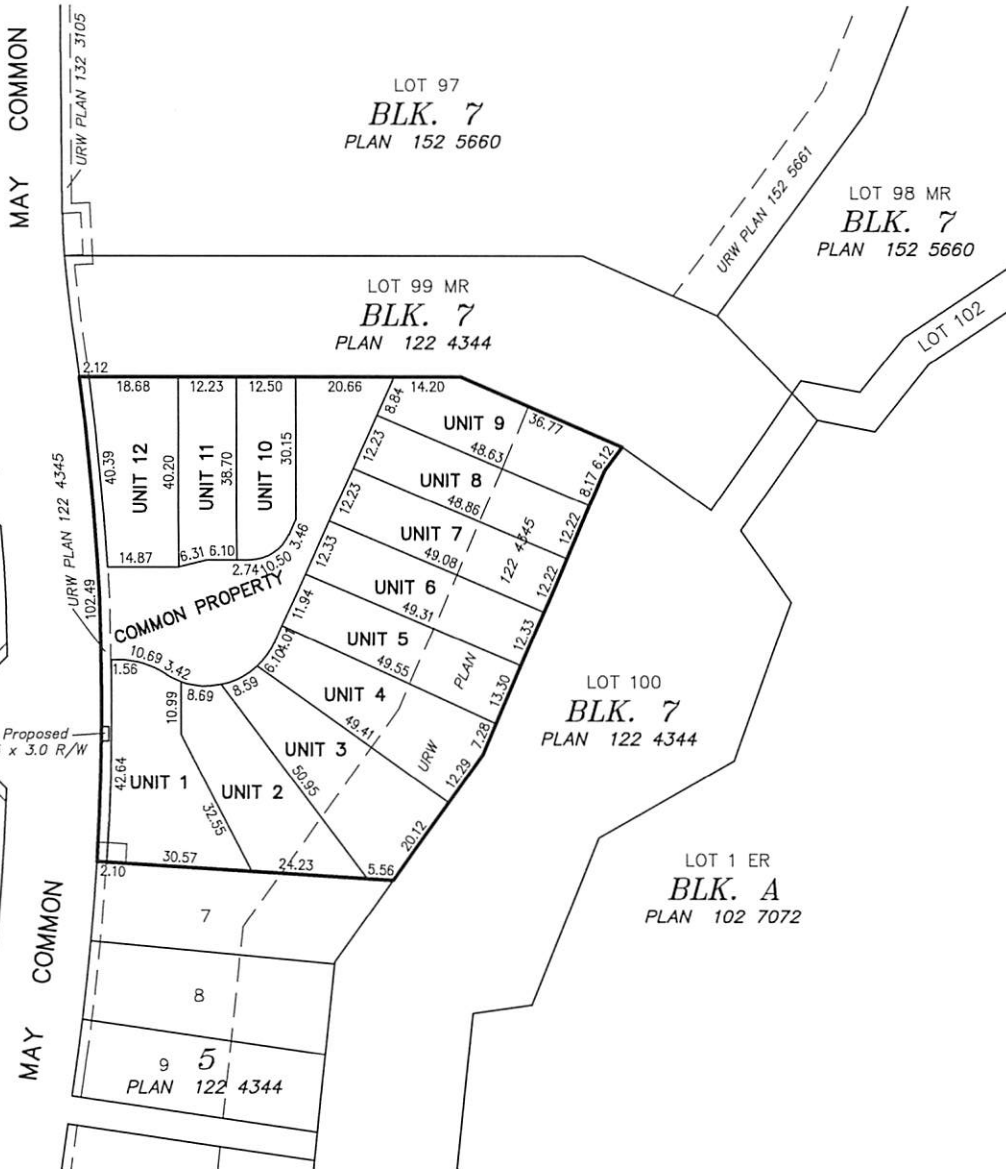 MAY COMMON
URW PLAN 132 3105
LOT 97
BLK. 7
PLAN 152 5660
URW PLAN 152 5661
LOT 98 MR
BLK. 7
PLAN 152 5660
LOT 102
LOT 99 MR
BLK. 7
PLAN 122 4344
2.12
18.68
12.23
12.50
20.66
14.20
36.77
6.12
8.17
8.84
UNIT 9
48.63
12.23
UNIT 8
48.86
12.22
12.23
UNIT 7
49.08
12.22
12.33
UNIT 6
49.31
12.33
11.94
UNIT 5
49.55
13.30
4.01
6.10
UNIT 4
49.41
7.28
12.29
40.39
UNIT 12
40.20
UNIT 11
38.70
UNIT 10
30.15
14.87
6.31
6.10
2.74
10.50
3.46
URW PLAN 122 4345
102.49
COMMON PROPERTY
1.56
10.69
3.42
8.69
8.59
10.99
UNIT 3
50.95
20.12
UNIT 2
32.55
UNIT 1
42.64
Proposed
x 3.0 R/W
122 4345
PLAN
URW
2.10
30.57
24.23
5.56
LOT 100
BLK. 7
PLAN 122 4344
LOT 1 ER
BLK. A
PLAN 102 7072
MAY COMMON
7
8
9
5
PLAN 122 4344